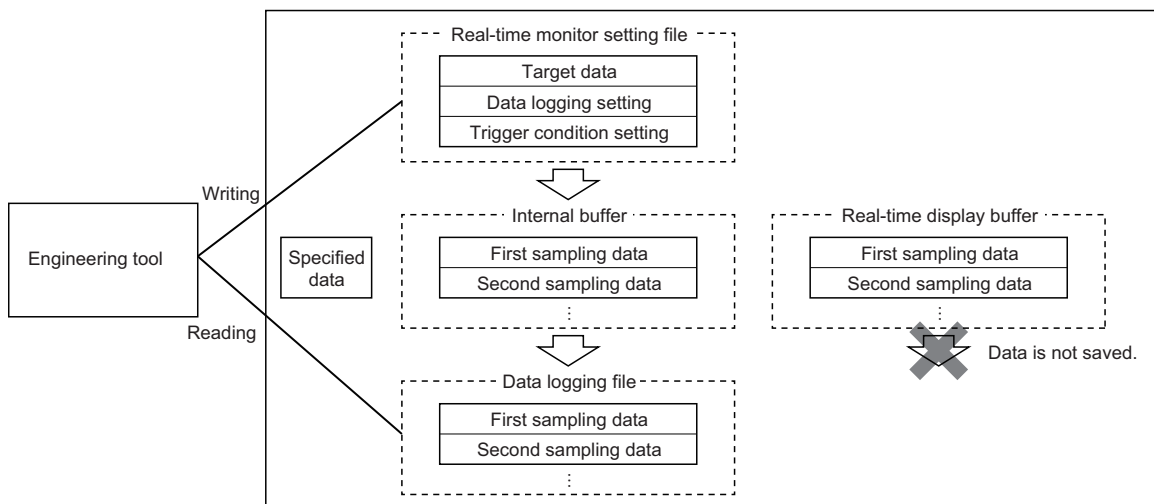 Real-time monitor setting file
Target data
Data logging setting
Trigger condition setting
Writing
Engineering tool
Reading
Specified
data
Internal buffer
First sampling data
Second sampling data
⋮
Real-time display buffer
First sampling data
Second sampling data
⋮
Data is not saved.
Data logging file
First sampling data
Second sampling data
⋮